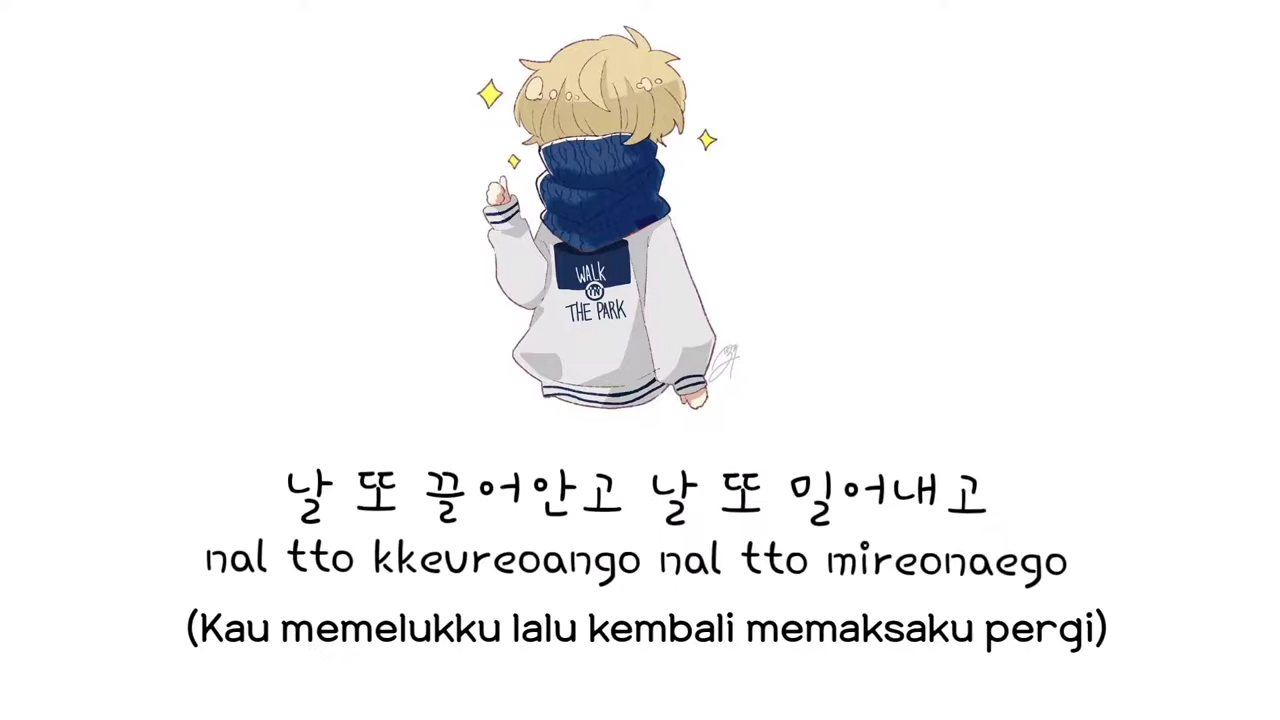 WALK
IN
THE PARK
날 또 끌어안고 날 또 밀어내고
nal tto kkeureoango nal tto mireonaego
(Kau memelukku lalu kembali memaksaku pergi)